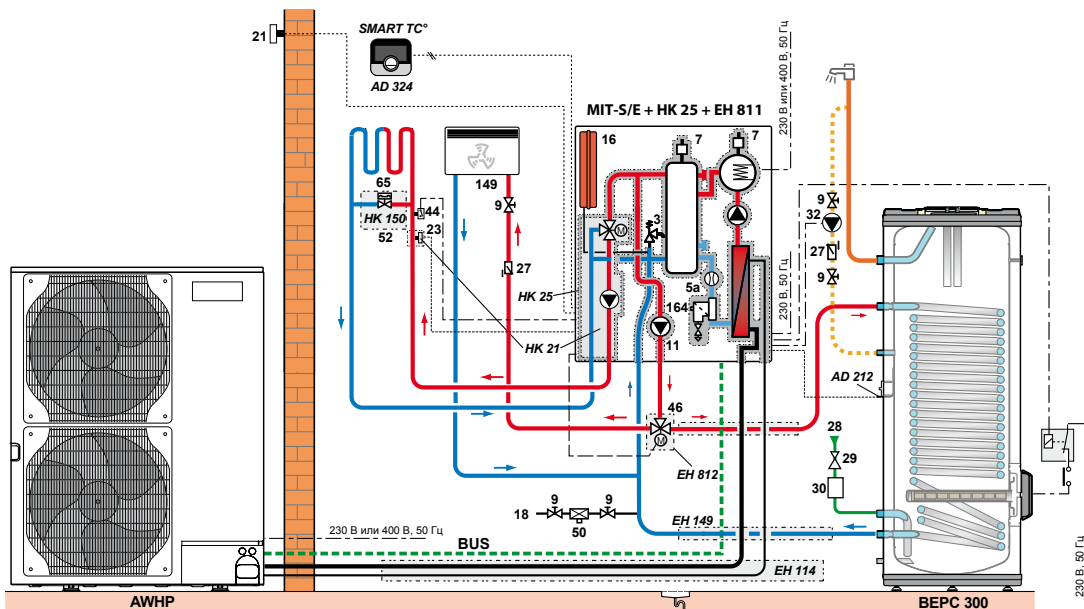 21
SMART TC°
AD 324
230 В или 400 В, 50 Гц
MIT-S/E + HK 25 + EH 811
16
7
7
149
65
HK 150
44
52
23
9
3
M
27
5a
HK 25
164
230 В, 50 Гц
HK 21
11
9
32
27
9
AD 212
46
M
EH 812
28
29
30
9
9
18
50
EH 149
230 В или 400 В, 50 Гц
BUS
EH 114
230 В, 50 Гц
AWHP
BEPC 300